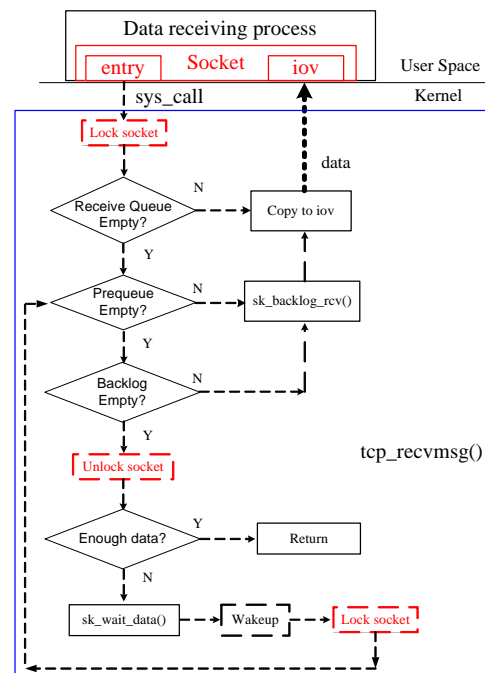 Data receiving process
Socket
entry
iov
User Space
sys_call
Kernel
Lock socket
data
Receive Queue
Empty?
N
Copy to iov
Y
Prequeue
Empty?
N
sk_backlog_rcv()
Y
Backlog
Empty?
N
Y
tcp_recvmsg()
Unlock socket
Enough data?
Y
Return
N
sk_wait_data()
Wakeup
Lock socket